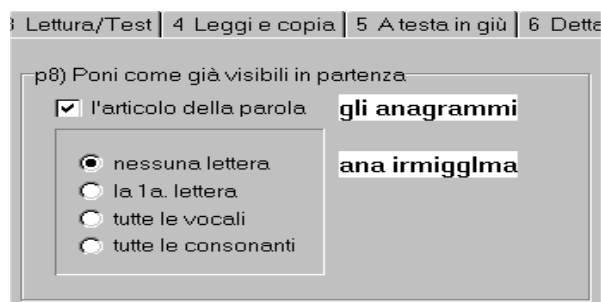 Lettura/Test 4 Leggi e copia 5 A testa in giù 6 Detta
p8) Poni come già visibili in partenza
l'articolo della parola gli anagrammi
nessuna lettera ana irmigglma
la 1a. lettera
tutte le vocali
tutte le consonanti